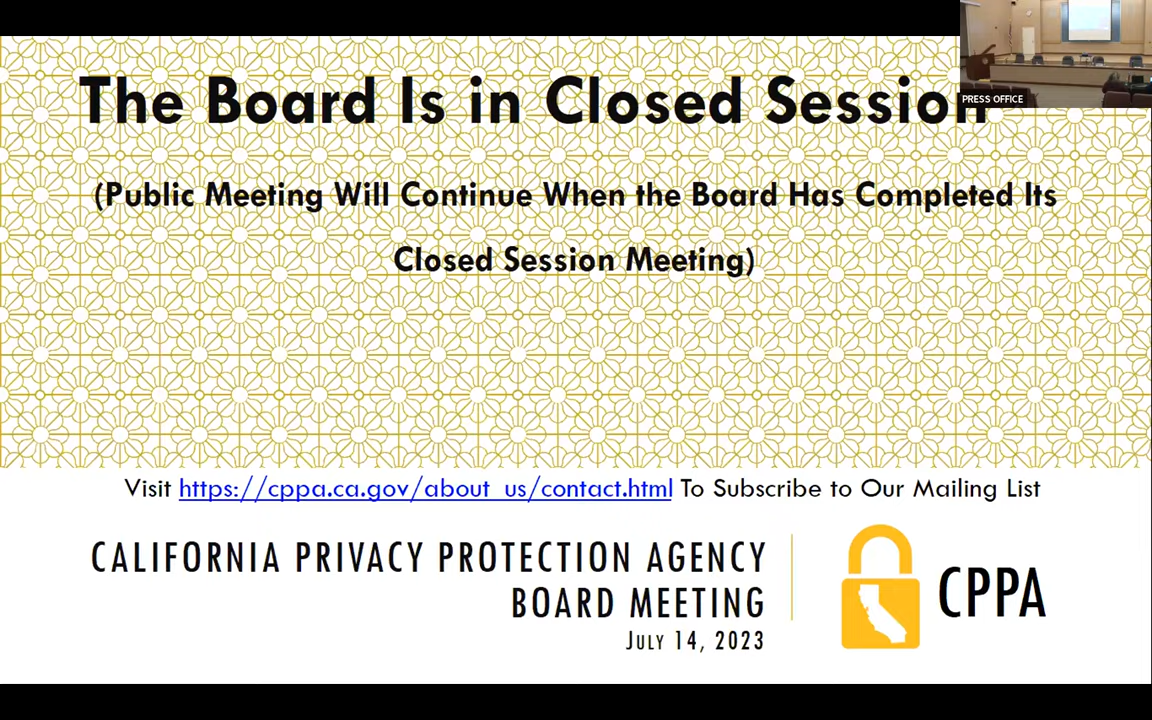 The Board Is in Closed Session
PRESS OFFICE
(Public Meeting Will Continue When the Board Has Completed Its
Closed Session Meeting)
Visit https://cppa.ca.gov/about_us/contact.html To Subscribe to Our Mailing List
CALIFORNIA PRIVACY PROTECTION AGENCY
BOARD MEETING
JULY 14, 2023
CPPA